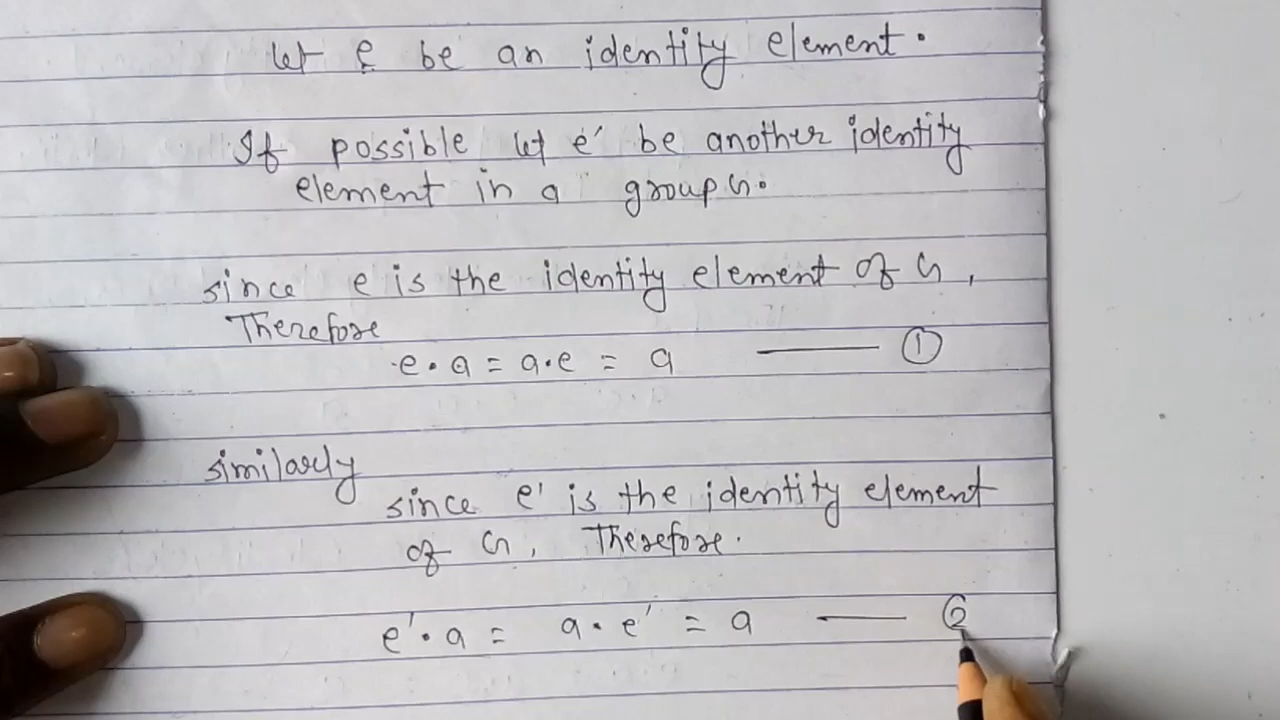 let e be an identity element.
If possible let e' be another identity
element in a group G.
since e is the identity element of G,
Therefore
e · a = a · e = a —— ①
similarly
since e' is the identity element
of G, Therefore.
e' · a = a · e' = a —— ②